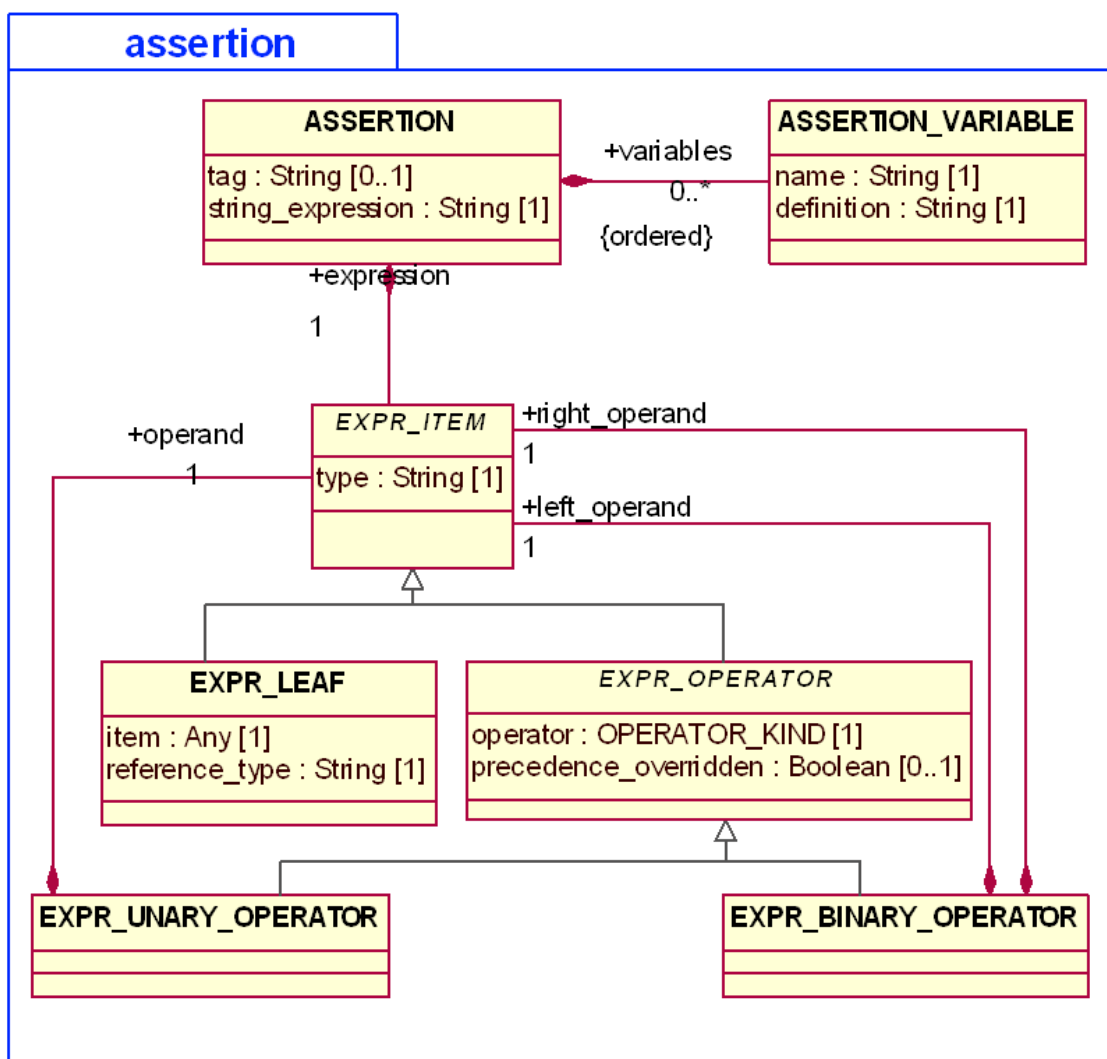 assertion
ASSERTION
tag : String [0..1]
string_expression : String [1]
+variables
0..*
{ordered}
ASSERTION_VARIABLE
name : String [1]
definition : String [1]
+expression
1
EXPR_ITEM
type : String [1]
+operand
1
+right_operand
1
+left_operand
1
EXPR_LEAF
item : Any [1]
reference_type : String [1]
EXPR_OPERATOR
operator : OPERATOR_KIND [1]
precedence_overridden : Boolean [0..1]
EXPR_UNARY_OPERATOR
EXPR_BINARY_OPERATOR